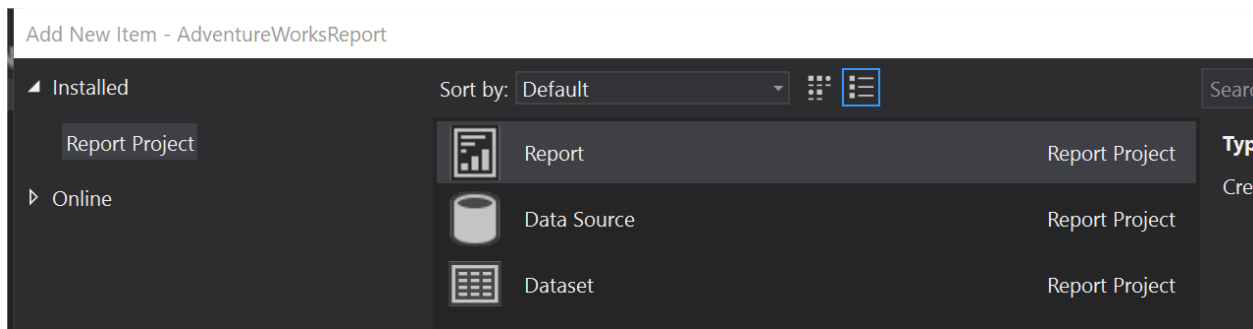 Add New Item - AdventureWorksReport
Installed
Report Project
Online
Sort by: Default
Report Report Project
Data Source Report Project
Dataset Report Project